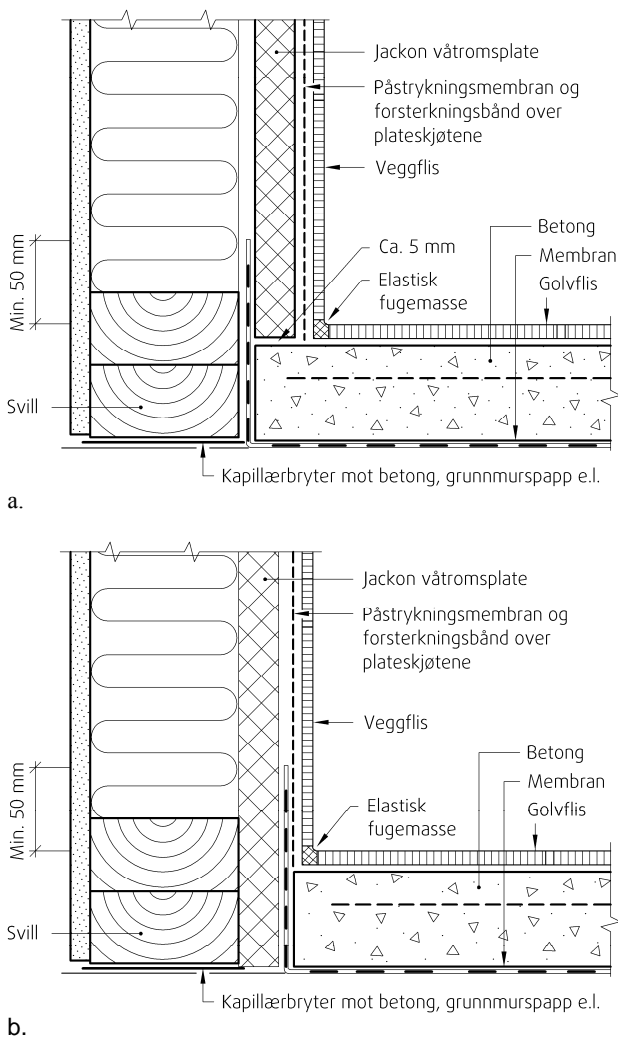 Jackon våtromsplate
Påstrykningsmembran og
forsterkningsbånd over
plateskjøtene
Veggflis
Betong
Ca. 5 mm
Membran
Elastisk
fugemasse
Golvflis
Min. 50 mm
Svill
Kapillærbryter mot betong, grunnmurspapp e.l.
a.
Jackon våtromsplate
Påstrykningsmembran og
forsterkningsbånd over
plateskjøtene
Veggflis
Betong
Membran
Elastisk
fugemasse
Golvflis
Min. 50 mm
Svill
Kapillærbryter mot betong, grunnmurspapp e.l.
b.